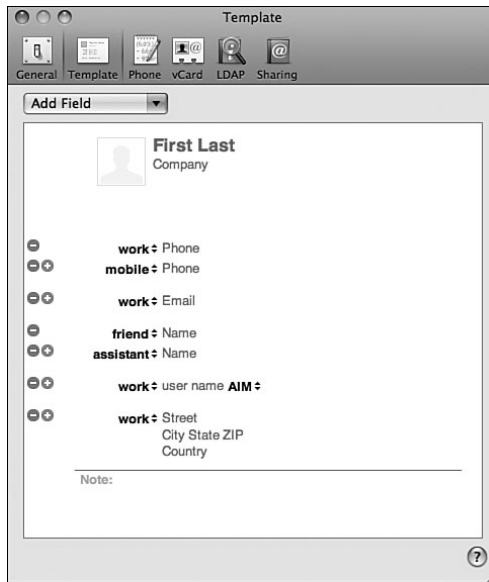 Template
General Template Phone vCard LDAP Sharing
Add Field
First Last
Company
work Phone
mobile Phone
work Email
friend Name
assistant Name
work user name AIM
work Street
City State ZIP
Country
Note:
?